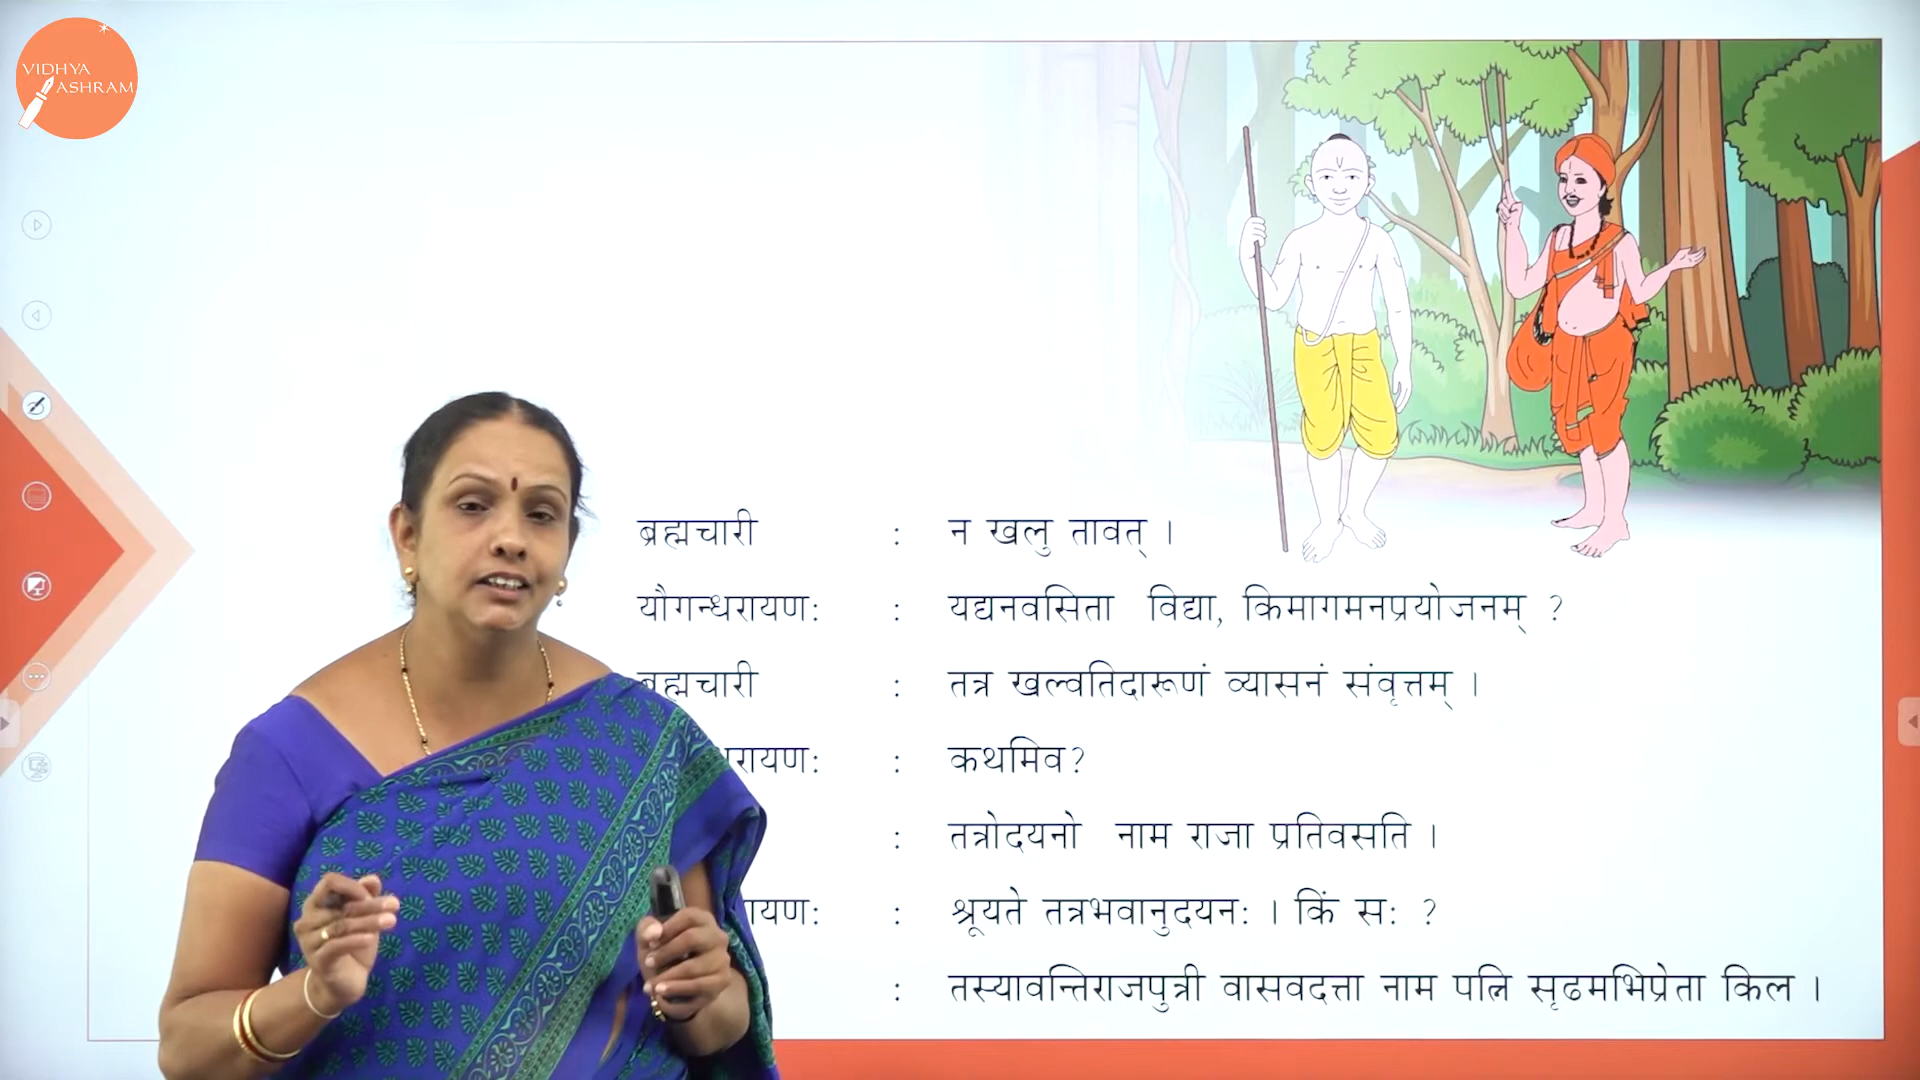 VIDHYA
ASHRAM
ब्रह्मचारी : न खलु तावत् ।
यौगन्धरायणः : यद्यनवसिता विद्या, किमागमनप्रयोजनम् ?
ब्रह्मचारी : तत्र खल्वतिदारूणं व्यासनं संवृत्तम् ।
रायणः : कथमिव?
: तत्रोदयनो नाम राजा प्रतिवसति ।
ायणः : श्रूयते तत्रभवानुदयनः । किं सः ?
: तस्यावन्तिराजपुत्री वासवदत्ता नाम पत्नि सृढमभिप्रेता किल ।